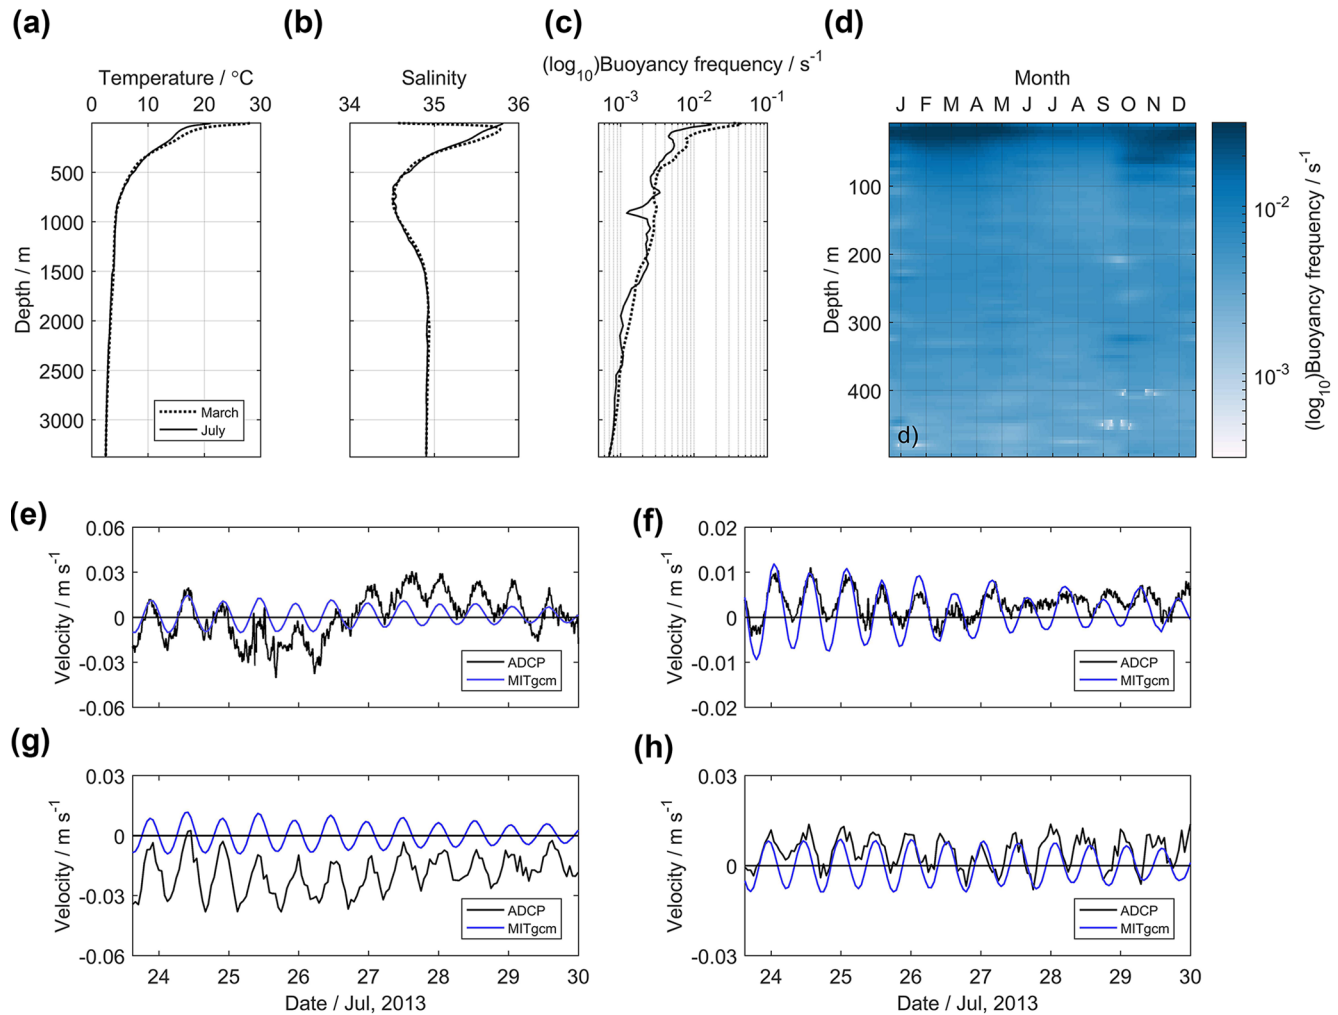 (a) (b) (c) (d)
Temperature / °C
0 10 20 30
Depth / m
500
1000
1500
2000
2500
3000
March
July
Salinity
34 35 36
(log10)Buoyancy frequency / s-1
10-3 10-2 10-1
Month
J F M A M J J A S O N D
Depth / m
100
200
300
400
d)
10-2
10-3
(log10)Buoyancy frequency / s-1
(e)
Velocity / m s-1
0.06
0.03
0
-0.03
-0.06
ADCP
MITgcm
(f)
Velocity / m s-1
0.02
0.01
0
-0.01
-0.02
ADCP
MITgcm
(g)
Velocity / m s-1
0.03
0
-0.03
-0.06
ADCP
MITgcm
24 25 26 27 28 29 30
Date / Jul, 2013
(h)
Velocity / m s-1
0.03
0
-0.03
ADCP
MITgcm
24 25 26 27 28 29 30
Date / Jul, 2013